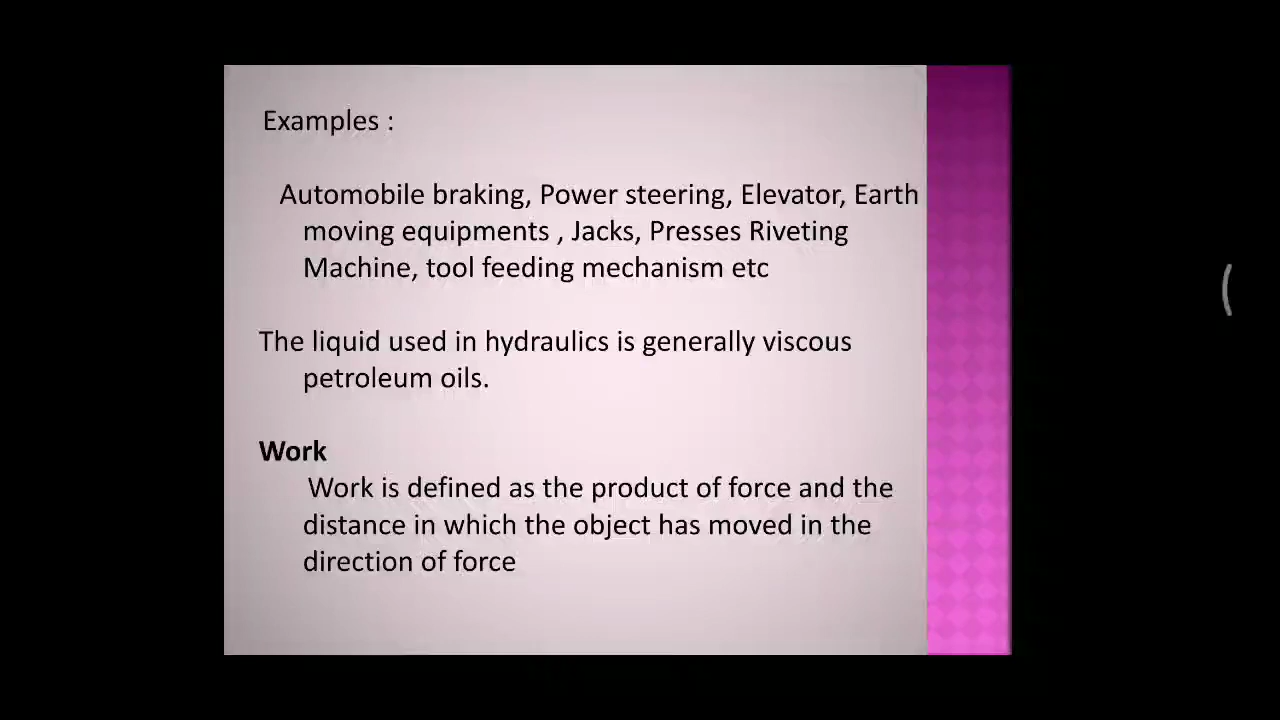 Examples :
Automobile braking, Power steering, Elevator, Earth
moving equipments , Jacks, Presses Riveting
Machine, tool feeding mechanism etc
The liquid used in hydraulics is generally viscous
petroleum oils.
Work
Work is defined as the product of force and the
distance in which the object has moved in the
direction of force